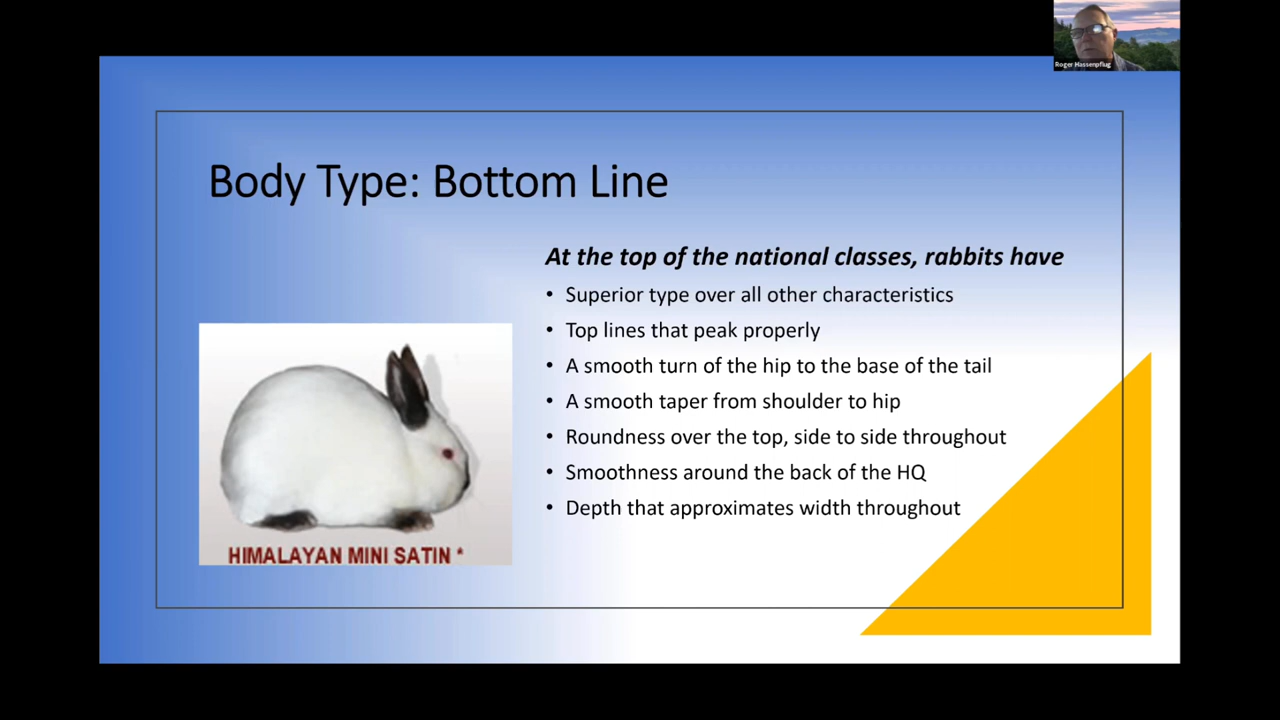 Roger Hassenpflug
Body Type: Bottom Line
At the top of the national classes, rabbits have
• Superior type over all other characteristics
• Top lines that peak properly
• A smooth turn of the hip to the base of the tail
• A smooth taper from shoulder to hip
• Roundness over the top, side to side throughout
• Smoothness around the back of the HQ
• Depth that approximates width throughout
HIMALAYAN MINI SATIN *